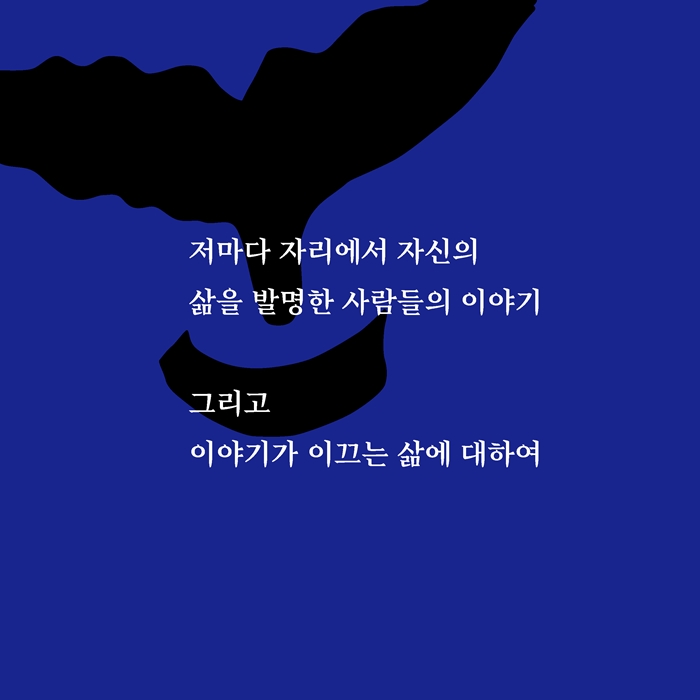 저마다 자리에서 자신의
삶을 발명한 사람들의 이야기
그리고
이야기가 이끄는 삶에 대하여